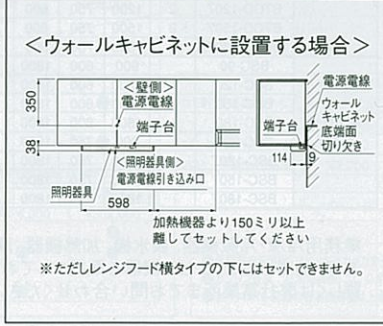 ＜ウォールキャビネットに設置する場合＞
＜壁側＞
電源電線
端子台
350
38
照明器具
＜照明器具側＞
電源電線引き込み口
598
電源電線
ウォール
キャビネット
底端面
切り欠き
端子台
114
9
加熱機器より150ミリ以上
離してセットしてください
※ただしレンジフード横タイプの下にはセットできません。